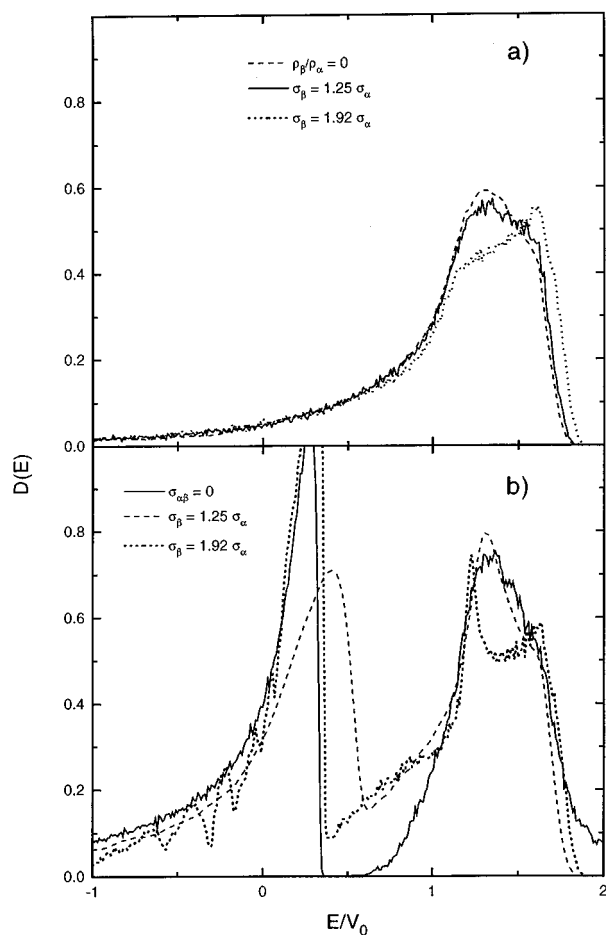 a)
ρβ/ρα = 0
σβ = 1.25 σα
σβ = 1.92 σα
0.8
0.6
0.4
0.2
0.0
D(E)
b)
σαβ = 0
σβ = 1.25 σα
σβ = 1.92 σα
0.8
0.6
0.4
0.2
0.0
-1 0 1 2
E/V0